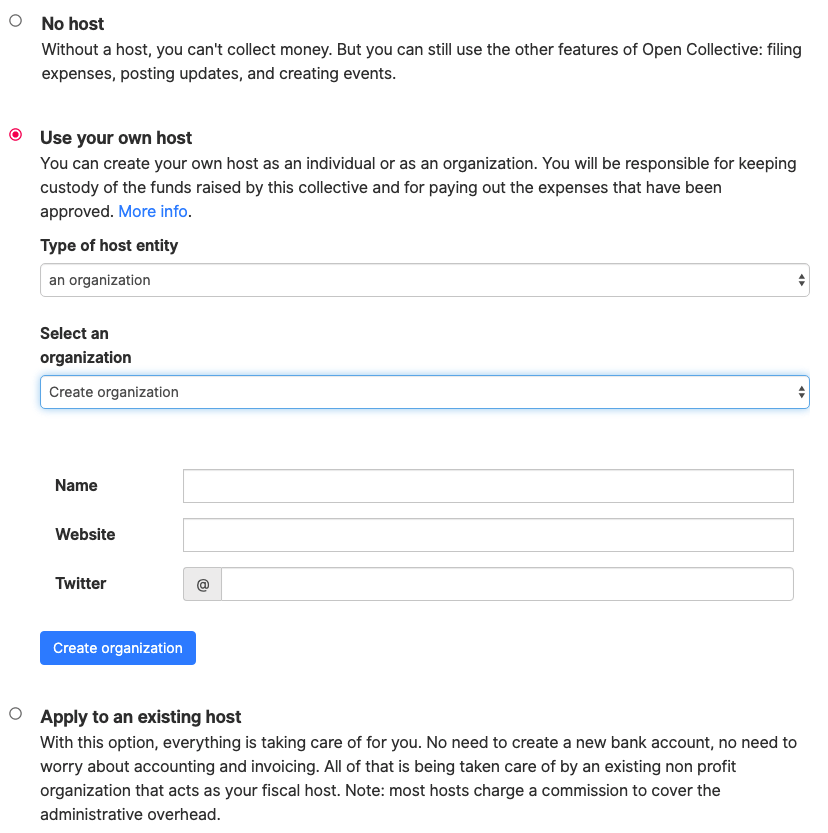 No host
Without a host, you can't collect money. But you can still use the other features of Open Collective: filing
expenses, posting updates, and creating events.
Use your own host
You can create your own host as an individual or as an organization. You will be responsible for keeping
custody of the funds raised by this collective and for paying out the expenses that have been
approved. More info.
Type of host entity
an organization
Select an
organization
Create organization
Name
Website
Twitter
@
Create organization
Apply to an existing host
With this option, everything is taking care of for you. No need to create a new bank account, no need to
worry about accounting and invoicing. All of that is being taken care of by an existing non profit
organization that acts as your fiscal host. Note: most hosts charge a commission to cover the
administrative overhead.